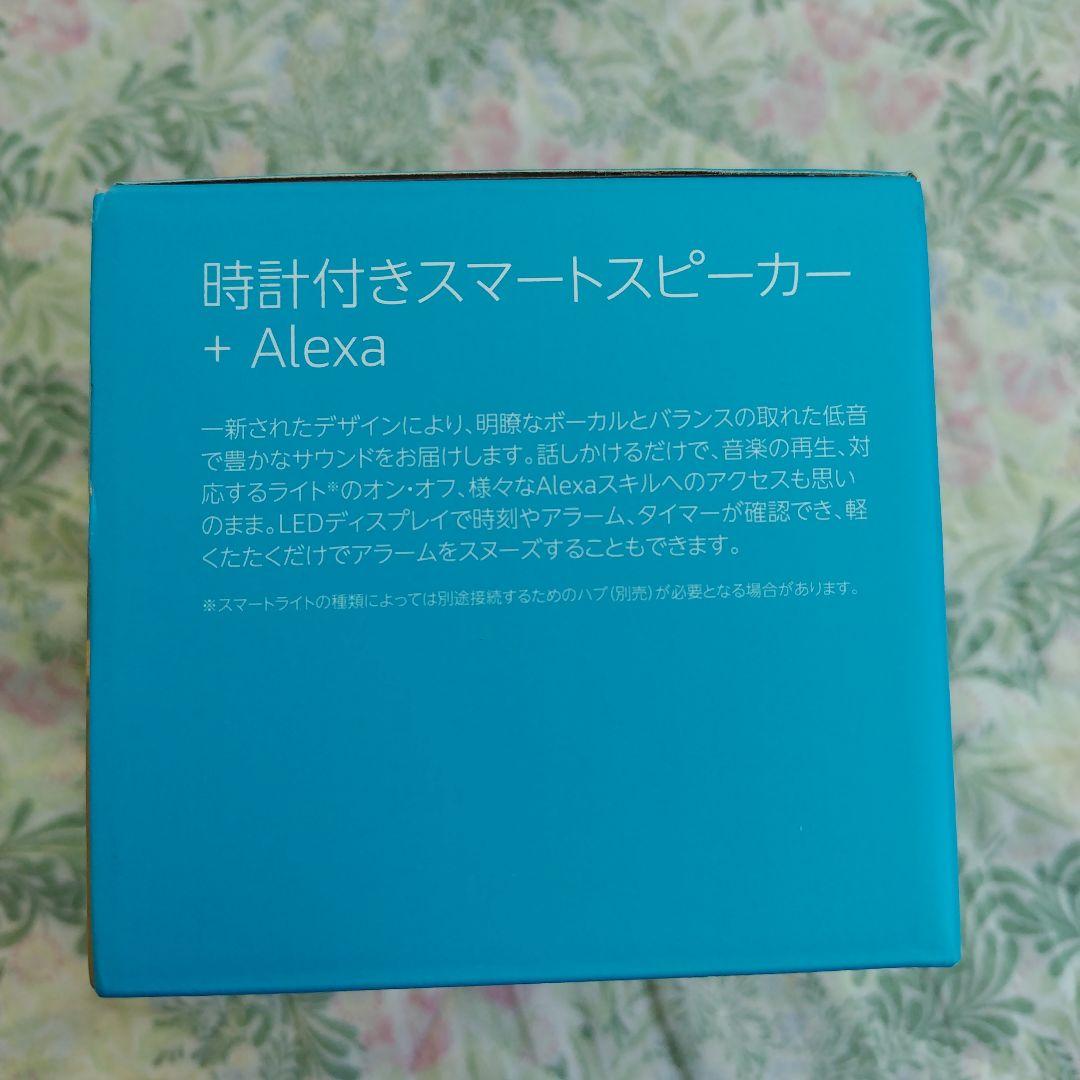 時計付きスマートスピーカー
+ Alexa
一新されたデザインにより、明瞭なボーカルとバランスの取れた低音
で豊かなサウンドをお届けします。話しかけるだけで、音楽の再生、対
応するライト※のオン・オフ、様々なAlexaスキルへのアクセスも思い
のまま。LEDディスプレイで時刻やアラーム、タイマーが確認でき、軽
くたたくだけでアラームをスヌーズすることもできます。
※スマートライトの種類によっては別途接続するためのハブ(別売)が必要となる場合があります。